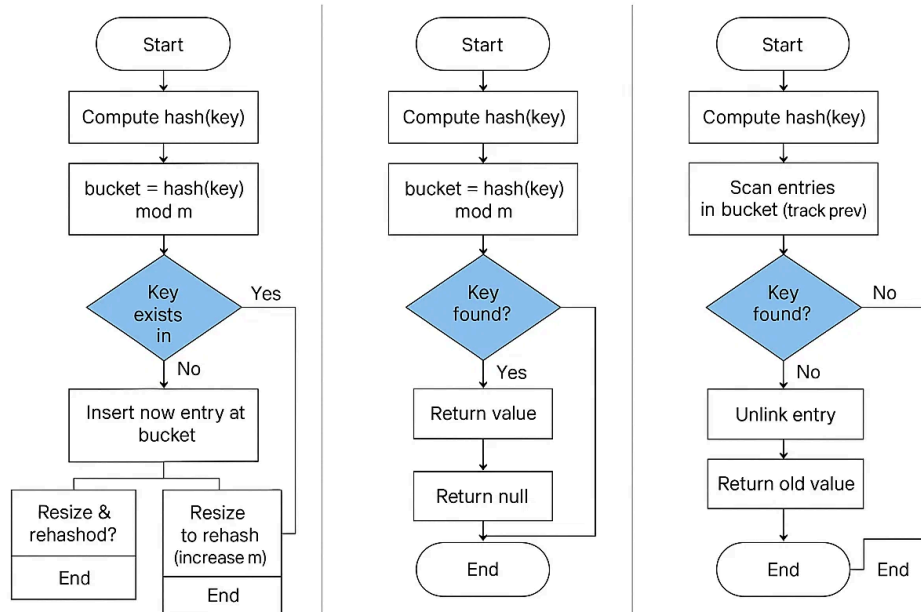 Start
Compute hash(key)
bucket = hash(key)
mod m
Key
exists
in
Yes
No
Insert now entry at
bucket
Resize &
rehashod?
End
Resize
to rehash
(increase m)
End
Start
Compute hash(key)
bucket = hash(key)
mod m
Key
found?
Yes
Return value
Return null
End
Start
Compute hash(key)
Scan entries
in bucket (track prev)
Key
found?
No
No
Unlink entry
Return old value
End
End